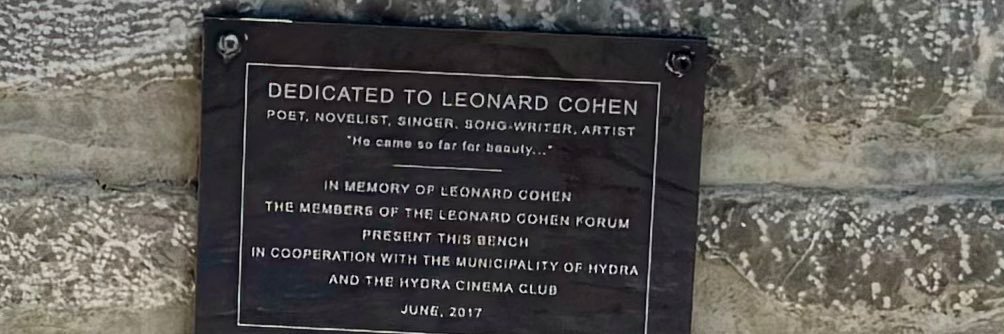 DEDICATED TO LEONARD COHEN
POET, NOVELIST, SINGER, SONG-WRITER, ARTIST
"He came so far for beauty..."
IN MEMORY OF LEONARD COHEN
THE MEMBERS OF THE LEONARD COHEN FORUM
PRESENT THIS BENCH
IN COOPERATION WITH THE MUNICIPALITY OF HYDRA
AND THE HYDRA CINEMA CLUB
JUNE, 2017